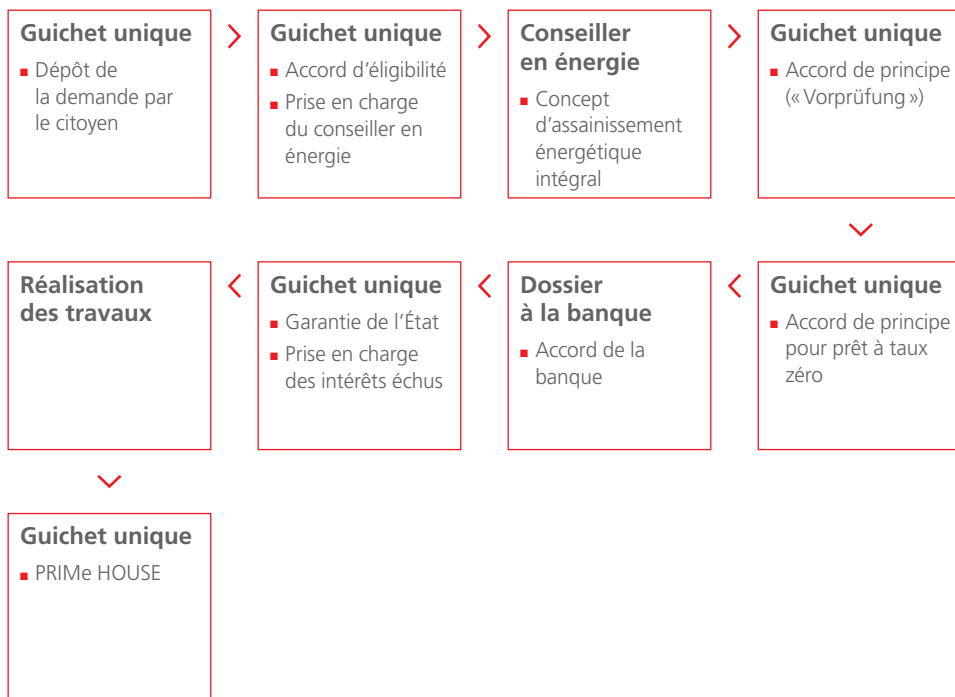 Guichet unique
Dépôt de
la demande par
le citoyen
Guichet unique
Accord d’éligibilité
Prise en charge
du conseiller en
énergie
Conseiller
en énergie
Concept
d’assainissement
énergétique
intégral
Guichet unique
Accord de principe
(« Vorprüfung »)
Guichet unique
Accord de principe
pour prêt à taux
zéro
Dossier
à la banque
Accord de la
banque
Guichet unique
Garantie de l’État
Prise en charge
des intérêts échus
Réalisation
des travaux
Guichet unique
PRIMe HOUSE